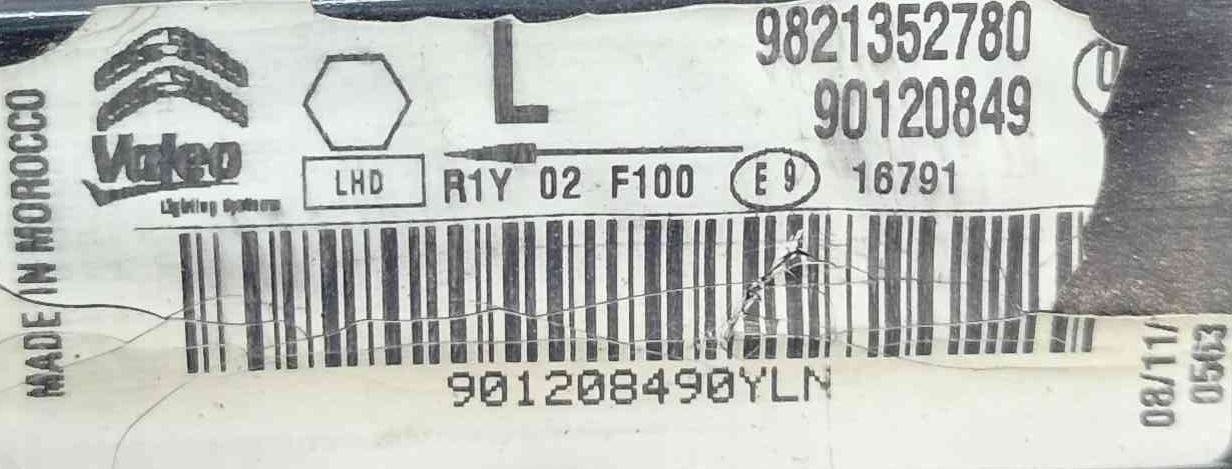 MADE IN MOROCCO
Valeo
Lighting Systems
L
9821352780
90120849
LHD
R1Y 02 F100 E 9 16791
901208490YLN
08/11/
0563